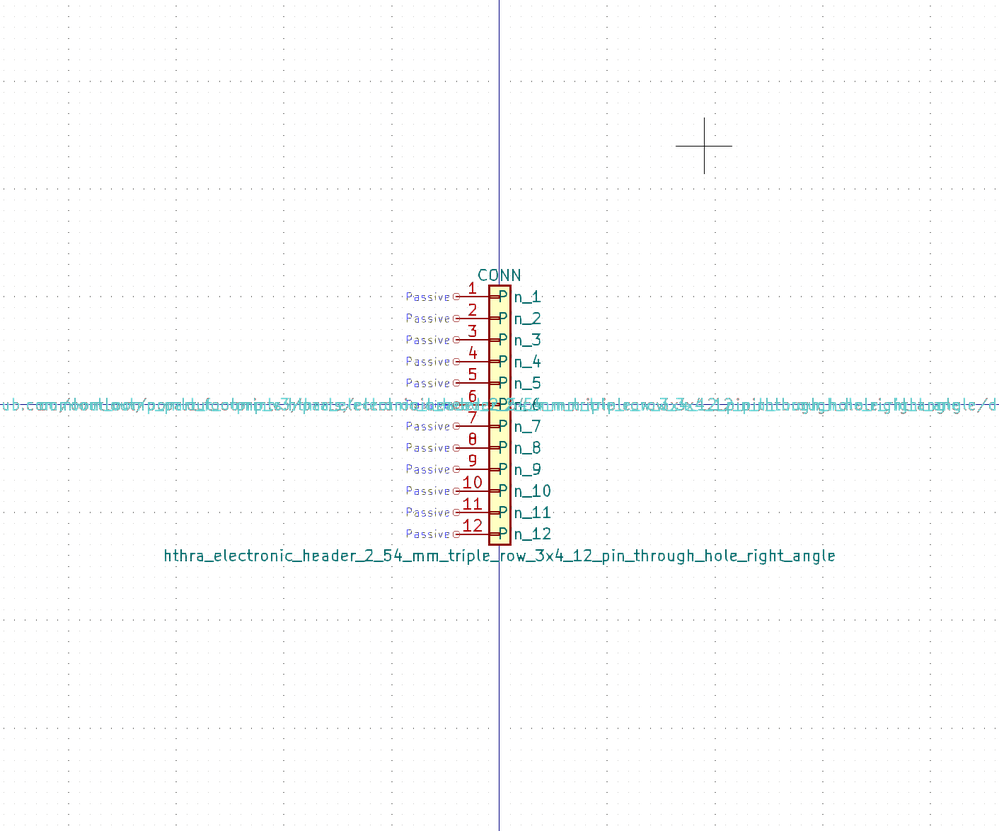 CONN
Passive 1 P n_1
Passive 2 P n_2
Passive 3 P n_3
Passive 4 P n_4
Passive 5 P n_5
6 P n_6
Passive 7 P n_7
Passive 8 P n_8
Passive 9 P n_9
Passive 10 P n_10
Passive 11 P n_11
Passive 12 P n_12
hthra_electronic_header_2_54_mm_triple_row_3x4_12_pin_through_hole_right_angle